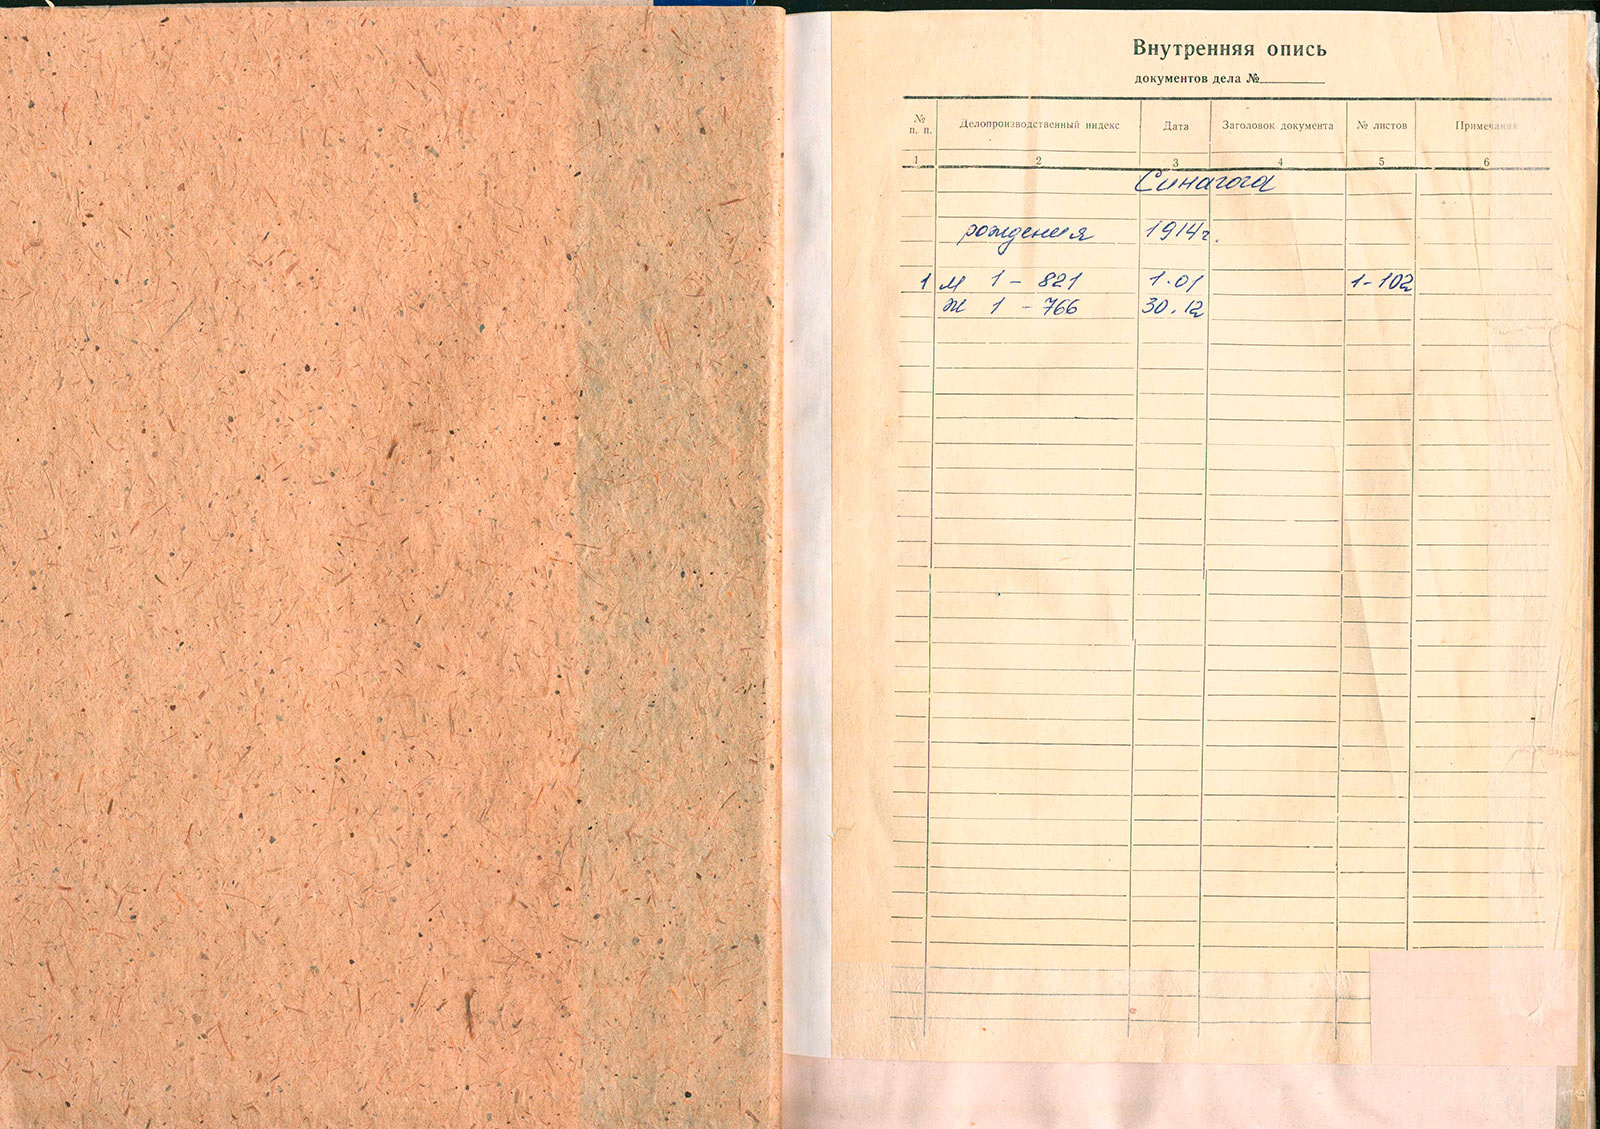 Внутренняя опись
документов дела №
№ п. п. Делопроизводственный индекс Дата Заголовок документа № листов Примечания
1 2 3 4 5 6
Синагога
рождения 1914г.
1 м 1 - 821 1.01 1-102
ж 1 - 766 30.12